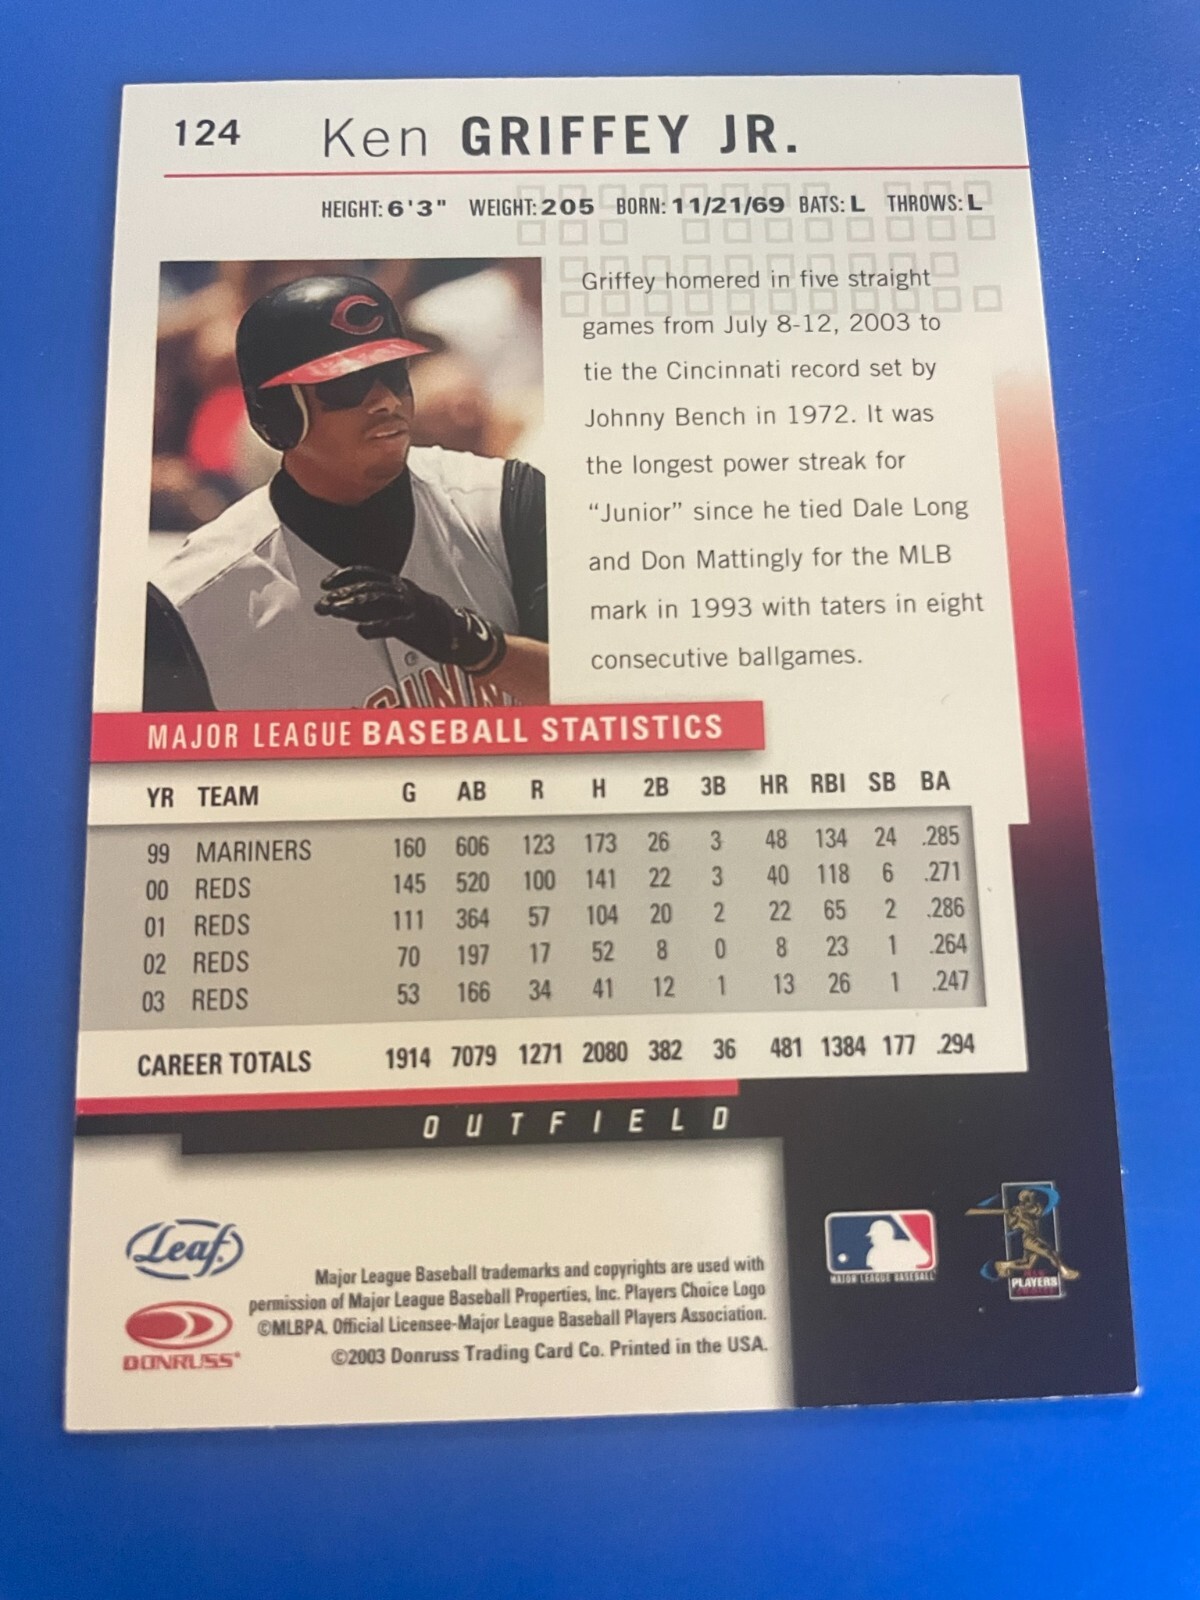 124 Ken GRIFFEY JR.
HEIGHT: 6'3" WEIGHT: 205 BORN: 11/21/69 BATS: L THROWS: L
Griffey homered in five straight
games from July 8-12, 2003 to
tie the Cincinnati record set by
Johnny Bench in 1972. It was
the longest power streak for
“Junior” since he tied Dale Long
and Don Mattingly for the MLB
mark in 1993 with taters in eight
consecutive ballgames.
C
CINN
MAJOR LEAGUE BASEBALL STATISTICS
YR TEAM G AB R H 2B 3B HR RBI SB BA
99 MARINERS 160 606 123 173 26 3 48 134 24 .285
00 REDS 145 520 100 141 22 3 40 118 6 .271
01 REDS 111 364 57 104 20 2 22 65 2 .286
02 REDS 70 197 17 52 8 0 8 23 1 .264
03 REDS 53 166 34 41 12 1 13 26 1 .247
CAREER TOTALS 1914 7079 1271 2080 382 36 481 1384 177 .294
OUTFIELD
Leaf
DONRUSS
Major League Baseball trademarks and copyrights are used with
permission of Major League Baseball Properties, Inc. Players Choice Logo
©MLBPA. Official Licensee-Major League Baseball Players Association.
©2003 Donruss Trading Card Co. Printed in the USA.
MAJOR LEAGUE BASEBALL
PLAYERS